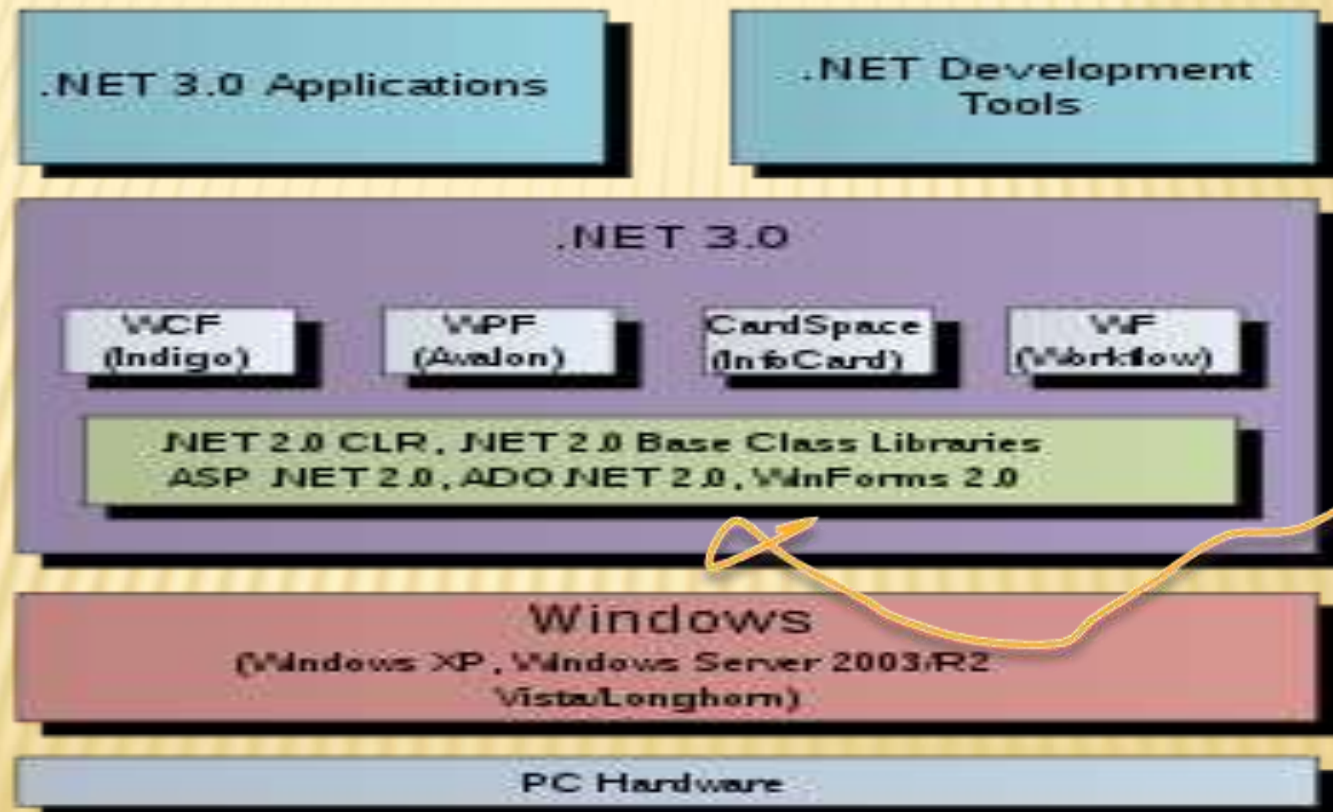 .NET 3.0 Applications
.NET Development
Tools
.NET 3.0
WCF
(Indigo)
WPF
(Avalon)
CardSpace
(InfoCard)
WF
(Workflow)
.NET 2.0 CLR, .NET 2.0 Base Class Libraries
ASP .NET 2.0, ADO .NET 2.0, WinForms 2.0
Windows
(Windows XP, Windows Server 2003/R2
Vista/Longhorn)
PC Hardware